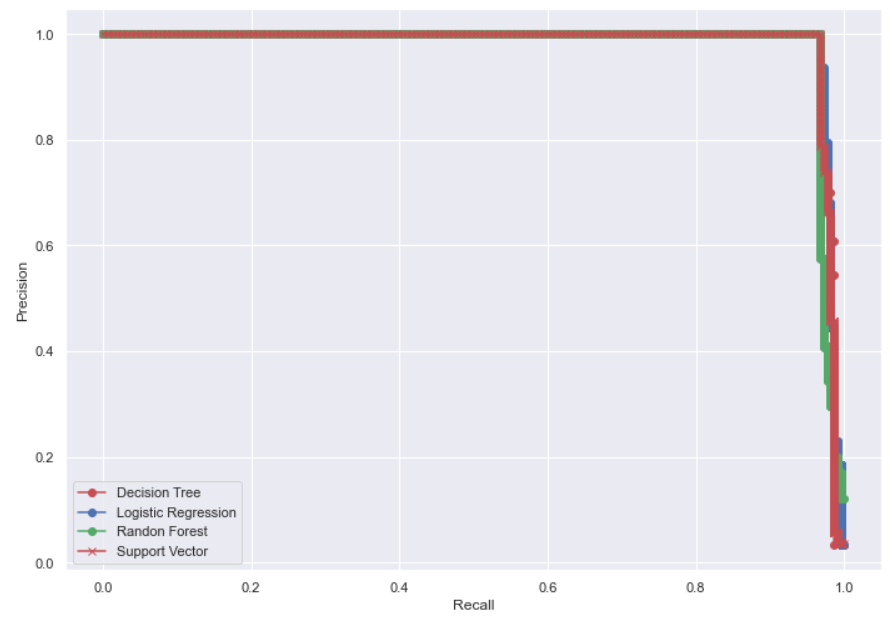 1.0
0.8
0.6
0.4
0.2
0.0
Precision
Decision Tree
Logistic Regression
Randon Forest
Support Vector
0.0 0.2 0.4 0.6 0.8 1.0
Recall